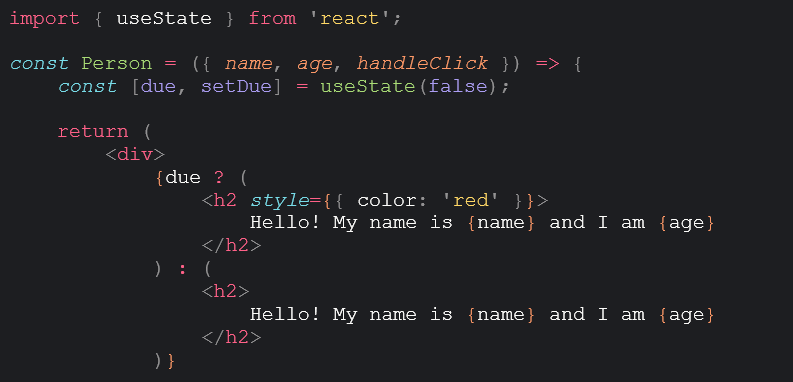 import { useState } from 'react';
const Person = ({ name, age, handleClick }) => {
const [due, setDue] = useState(false);
return (
<div>
{due ? (
<h2 style={{ color: 'red' }}>
Hello! My name is {name} and I am {age}
</h2>
) : (
<h2>
Hello! My name is {name} and I am {age}
</h2>
)}